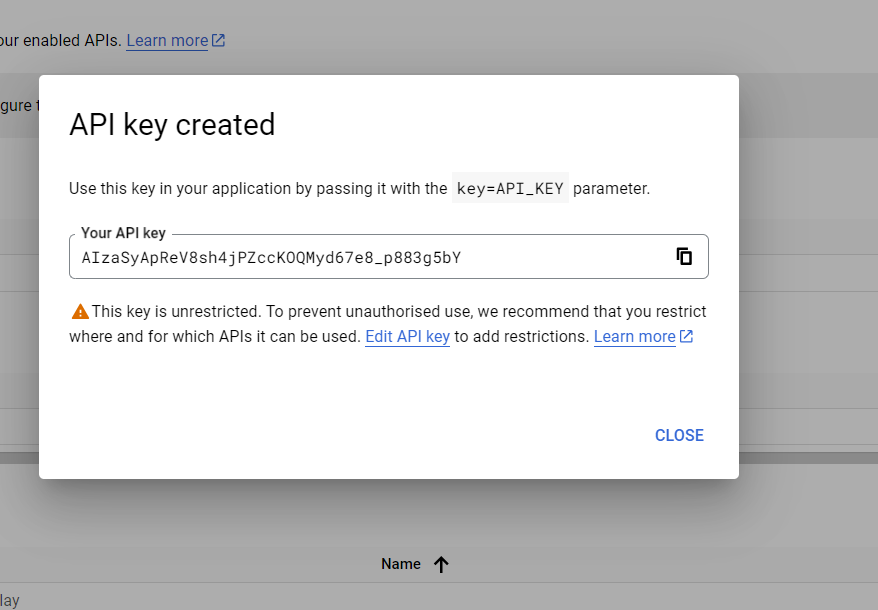 our enabled APIs. Learn more
gure t
API key created
Use this key in your application by passing it with the key=API_KEY parameter.
Your API key
AIzaSyApReV8sh4jPZccKOQMyd67e8_p883g5bY
This key is unrestricted. To prevent unauthorised use, we recommend that you restrict
where and for which APIs it can be used. Edit API key to add restrictions. Learn more
CLOSE
Name
lay